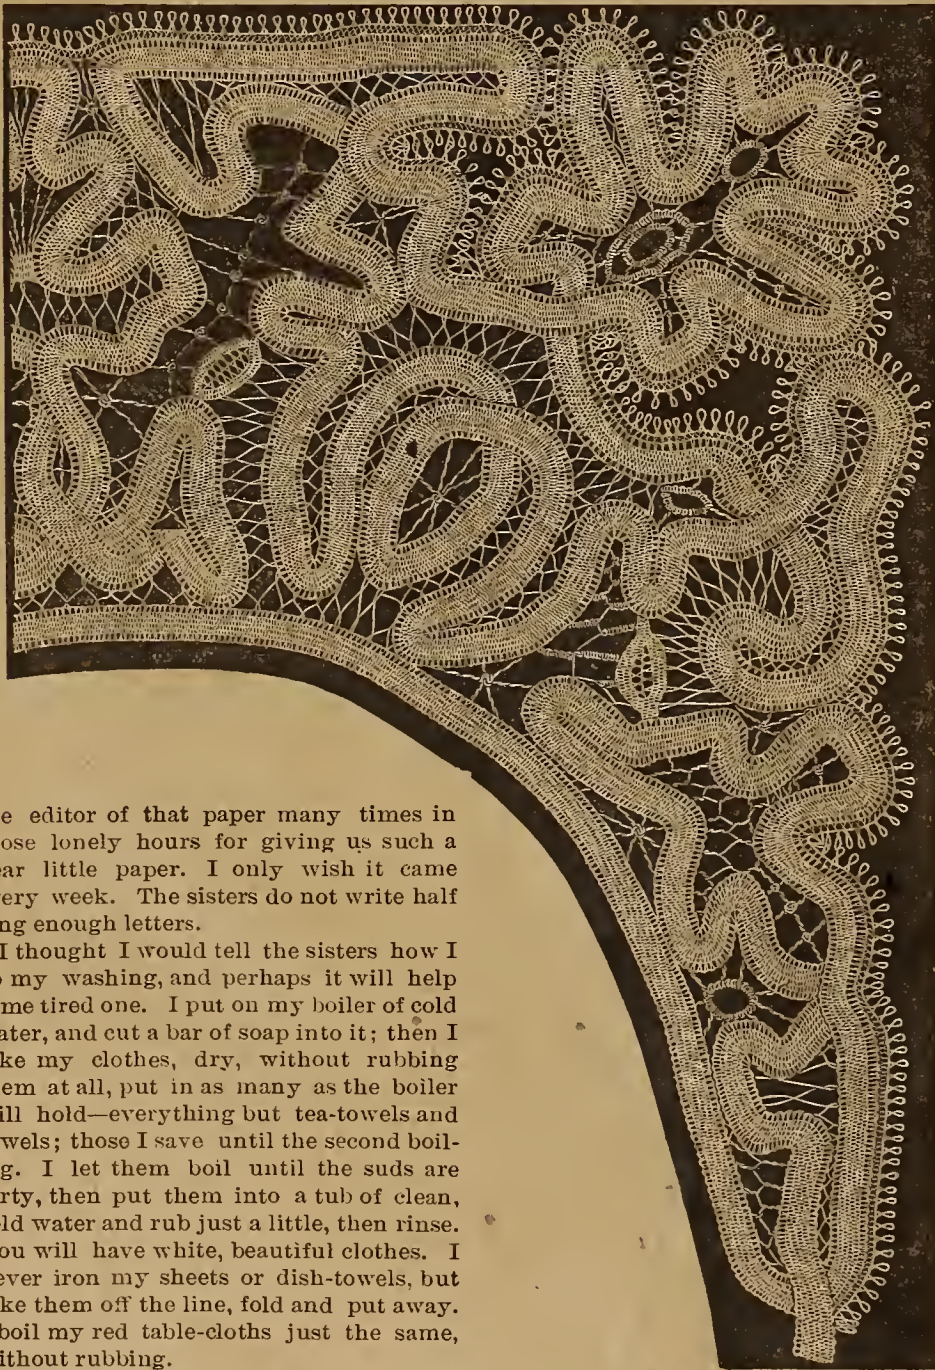 e editor of that paper many times in
ose lonely hours for giving us such a
ear little paper. I only wish it came
very week. The sisters do not write half
ng enough letters.
I thought I would tell the sisters how I
o my washing, and perhaps it will help
me tired one. I put on my boiler of cold
ater, and cut a bar of soap into it; then I
ke my clothes, dry, without rubbing
em at all, put in as many as the boiler
ill hold—everything but tea-towels and
wels; those I save until the second boil-
g. I let them boil until the suds are
rty, then put them into a tub of clean,
ld water and rub just a little, then rinse.
ou will have white, beautiful clothes. I
ever iron my sheets or dish-towels, but
ke them off the line, fold and put away.
boil my red table-cloths just the same,
ithout rubbing.